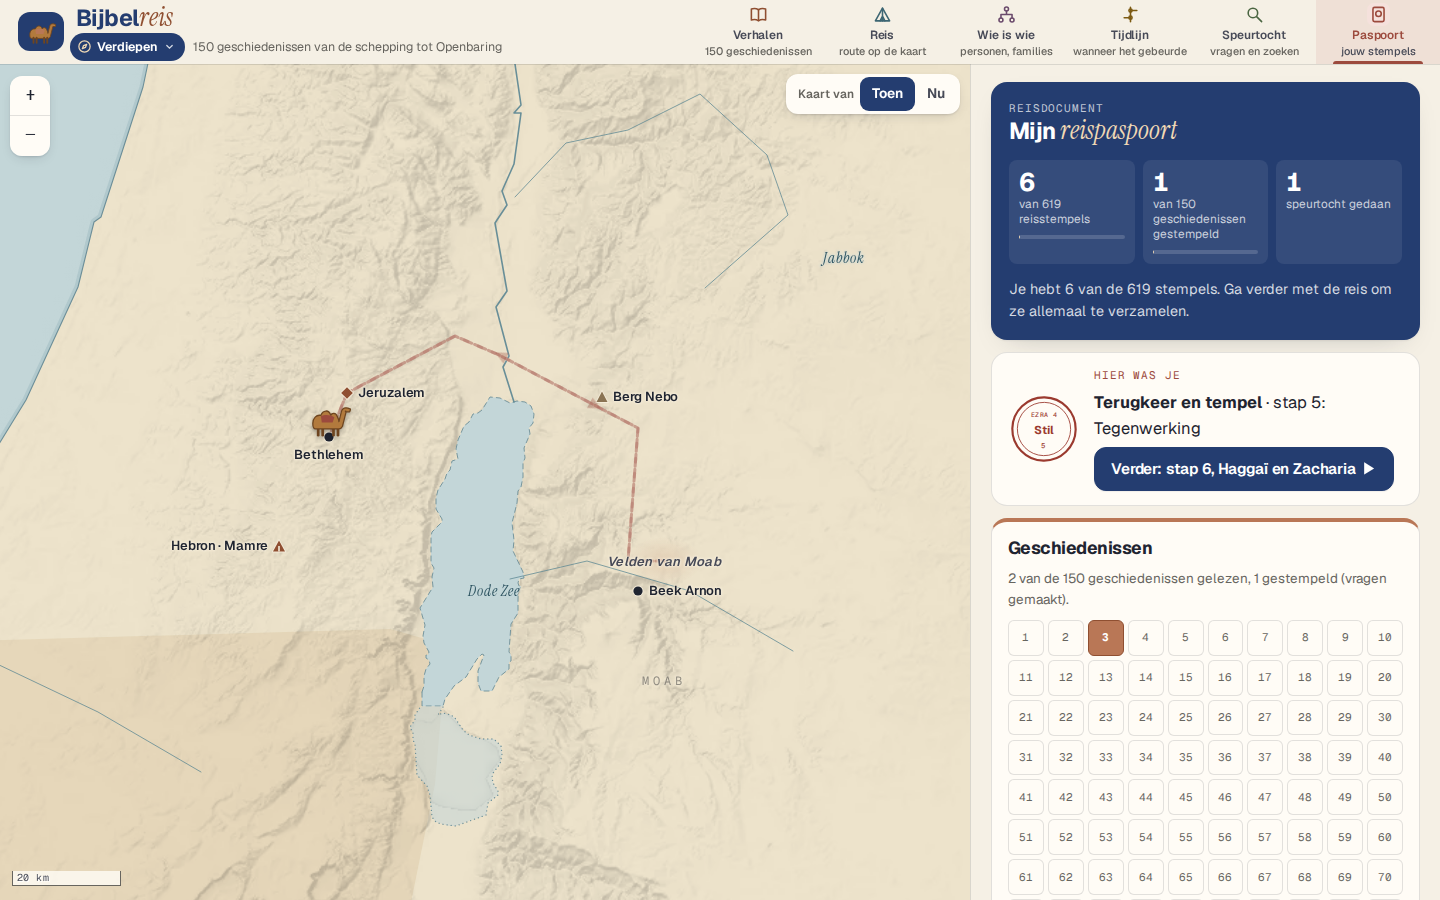 Bijbelreis
Verdiepen
150 geschiedenissen van de schepping tot Openbaring
Verhalen
150 geschiedenissen
Reis
route op de kaart
Wie is wie
personen, families
Tijdlijn
wanneer het gebeurde
Speurtocht
vragen en zoeken
Paspoort
jouw stempels
+
–
Kaart van
Toen
Nu
Jabbok
Jeruzalem
Berg Nebo
Bethlehem
Hebron · Mamre
Velden van Moab
Dode Zee
Beek Arnon
MOAB
20 km
REISDOCUMENT
Mijn reispaspoort
6
van 619
reisstempels
1
van 150
geschiedenissen
gestempeld
1
speurtocht gedaan
Je hebt 6 van de 619 stempels. Ga verder met de reis om
ze allemaal te verzamelen.
HIER WAS JE
EZRA 4
Stil
5
Terugkeer en tempel · stap 5:
Tegenwerking
Verder: stap 6, Haggaï en Zacharia
Geschiedenissen
2 van de 150 geschiedenissen gelezen, 1 gestempeld (vragen
gemaakt).
1 2 3 4 5 6 7 8 9 10
11 12 13 14 15 16 17 18 19 20
21 22 23 24 25 26 27 28 29 30
31 32 33 34 35 36 37 38 39 40
41 42 43 44 45 46 47 48 49 50
51 52 53 54 55 56 57 58 59 60
61 62 63 64 65 66 67 68 69 70